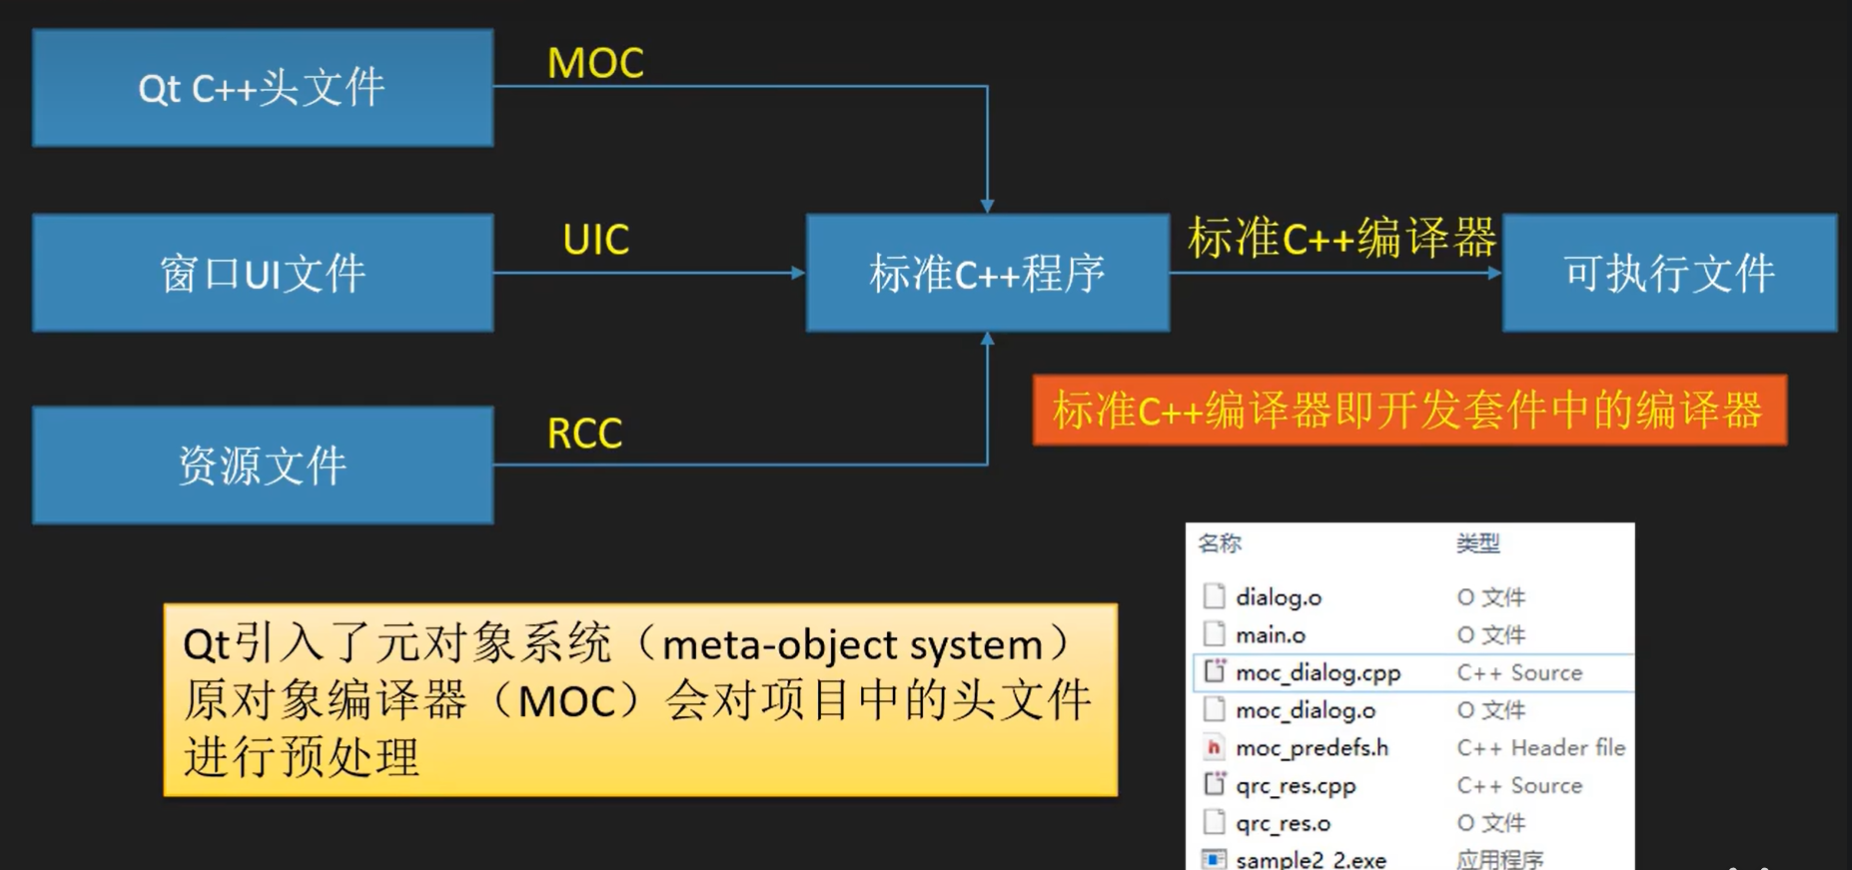 Qt C++头文件
MOC
窗口UI文件
UIC
标准C++程序
标准C++编译器
可执行文件
资源文件
RCC
标准C++编译器即开发套件中的编译器
Qt引入了元对象系统（meta-object system）
原对象编译器（MOC）会对项目中的头文件
进行预处理
名称 类型
dialog.o O 文件
main.o O 文件
moc_dialog.cpp C++ Source
moc_dialog.o O 文件
moc_predefs.h C++ Header file
qrc_res.cpp C++ Source
qrc_res.o O 文件
sample2_2.exe 应用程序